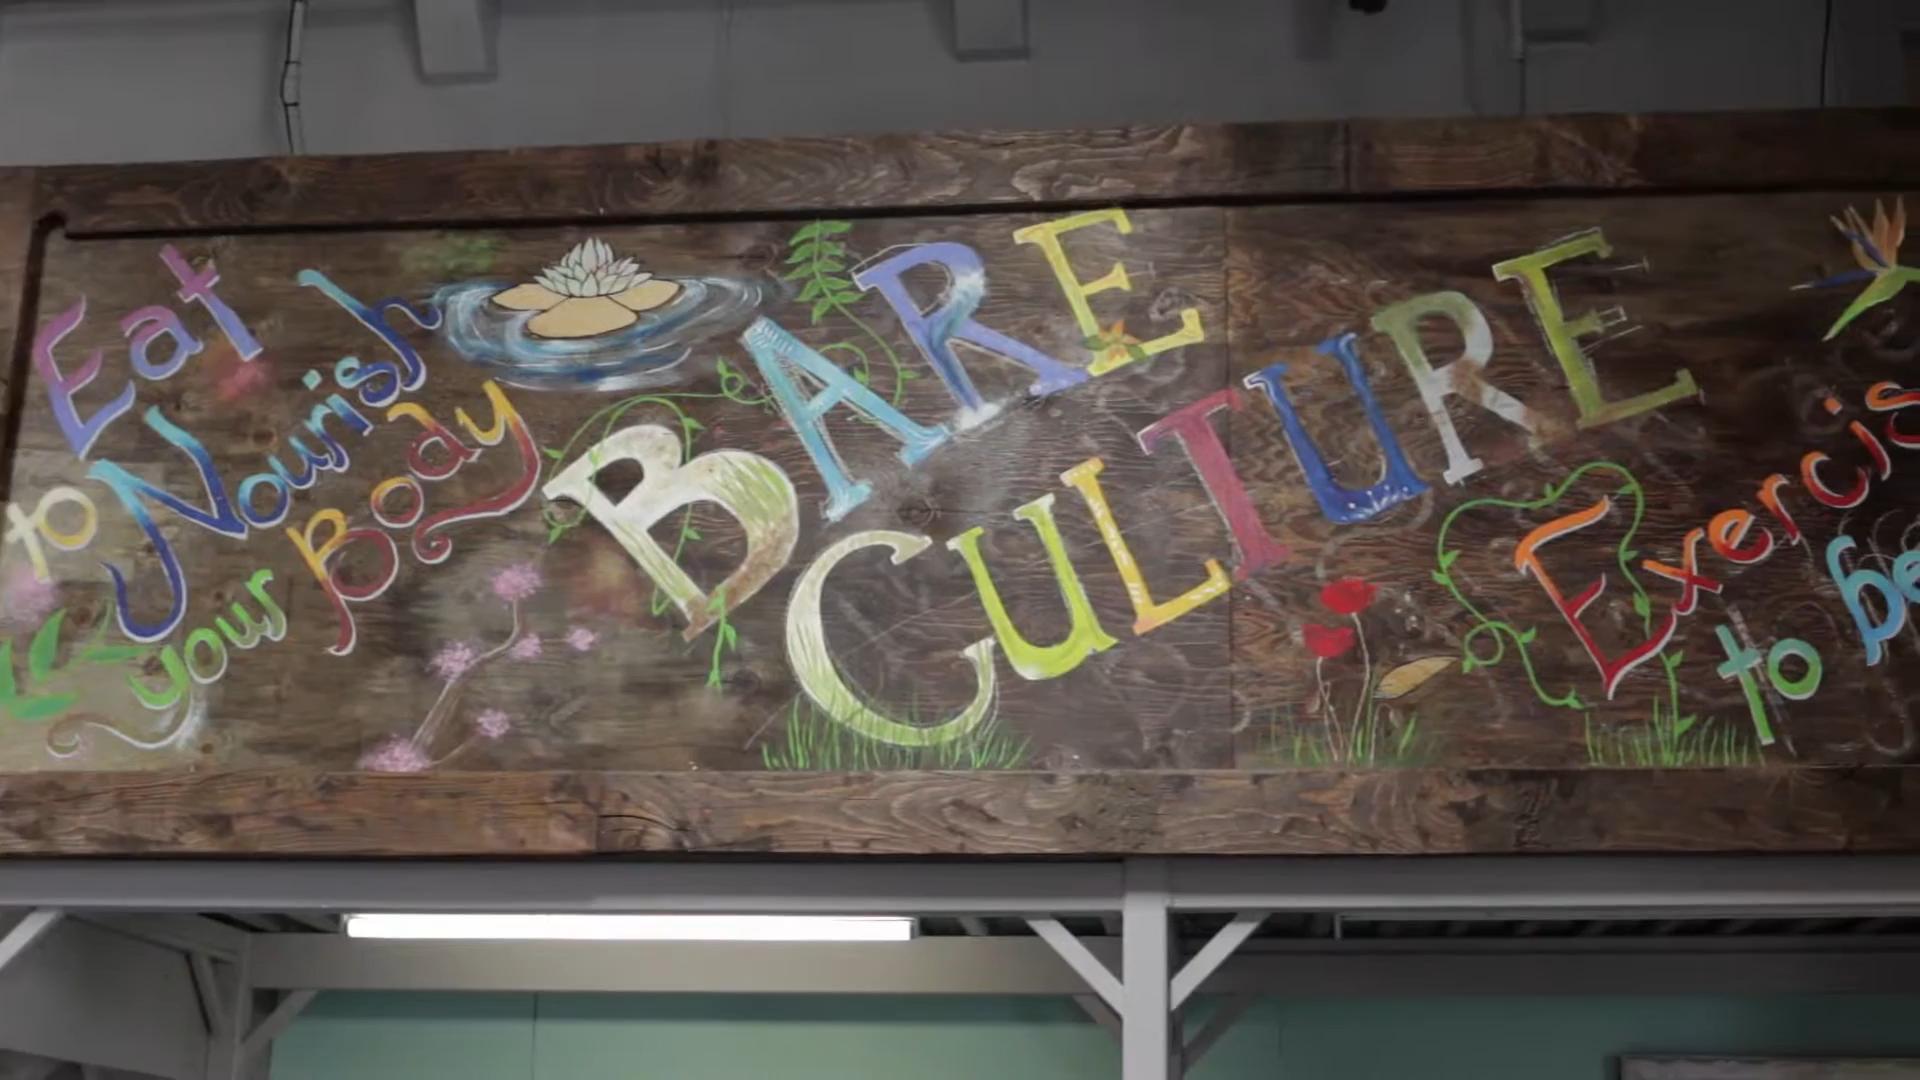 Eat
to Nourish
your Body
BARE
CULTURE
Exercis
to be